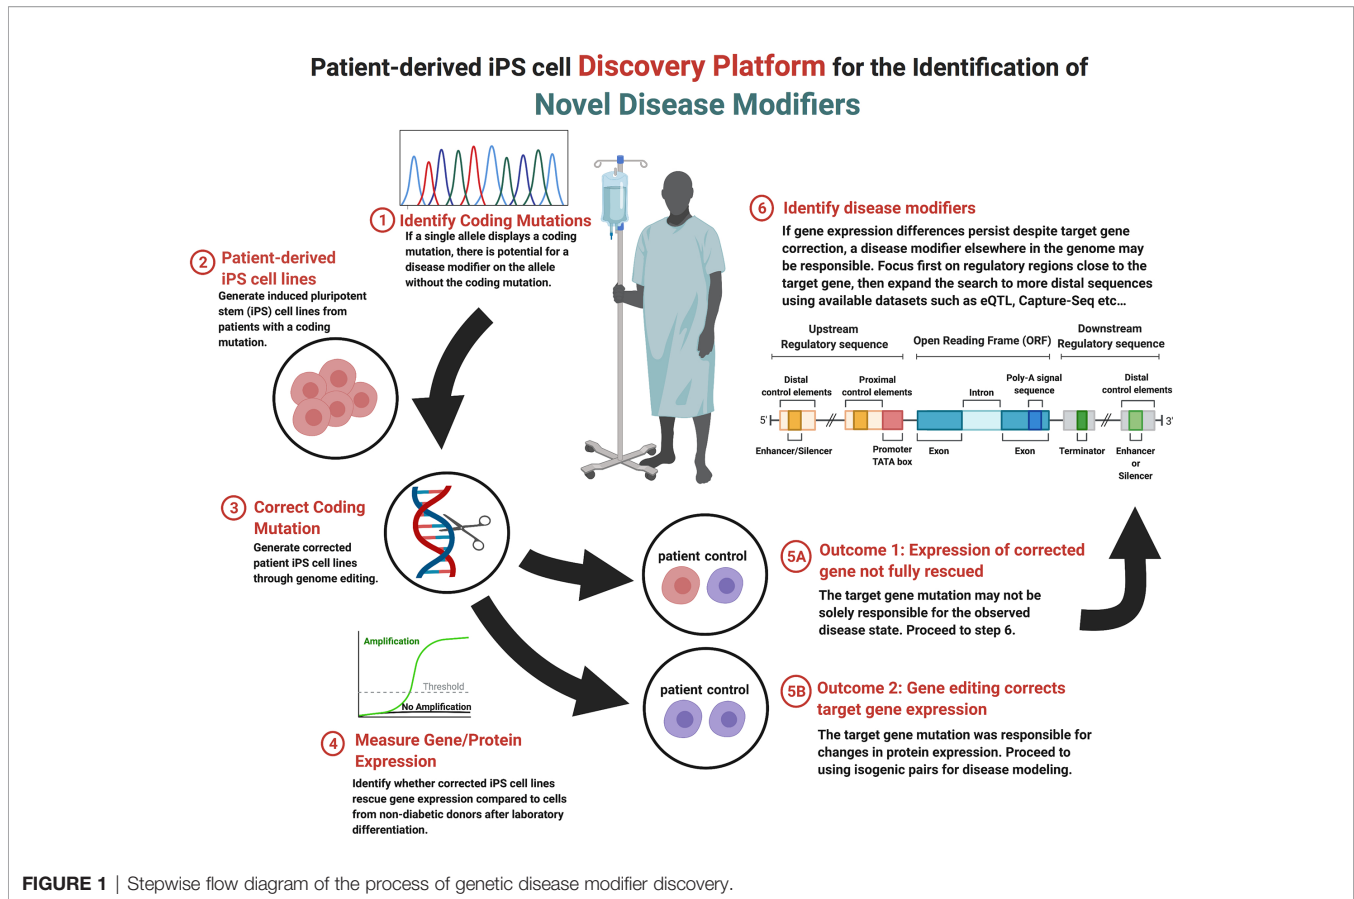 Patient-derived iPS cell Discovery Platform for the Identification of
Novel Disease Modifiers
1 Identify Coding Mutations
If a single allele displays a coding
mutation, there is potential for a
disease modifier on the allele
without the coding mutation.
2 Patient-derived
iPS cell lines
Generate induced pluripotent
stem (iPS) cell lines from
patients with a coding
mutation.
3 Correct Coding
Mutation
Generate corrected
patient iPS cell lines
through genome editing.
Amplification
Threshold
No Amplification
4 Measure Gene/Protein
Expression
Identify whether corrected iPS cell lines
rescue gene expression compared to cells
from non-diabetic donors after laboratory
differentiation.
patient control
5A Outcome 1: Expression of corrected
gene not fully rescued
The target gene mutation may not be
solely responsible for the observed
disease state. Proceed to step 6.
patient control
5B Outcome 2: Gene editing corrects
target gene expression
The target gene mutation was responsible for
changes in protein expression. Proceed to
using isogenic pairs for disease modeling.
6 Identify disease modifiers
If gene expression differences persist despite target gene
correction, a disease modifier elsewhere in the genome may
be responsible. Focus first on regulatory regions close to the
target gene, then expand the search to more distal sequences
using available datasets such as eQTL, Capture-Seq etc...
Upstream
Regulatory sequence
Open Reading Frame (ORF)
Downstream
Regulatory sequence
Distal
control elements
Proximal
control elements
Intron
Poly-A signal
sequence
Distal
control elements
5' 3'
Enhancer/Silencer
Promoter
TATA box
Exon
Exon
Terminator
Enhancer
or
Silencer
FIGURE 1 | Stepwise flow diagram of the process of genetic disease modifier discovery.